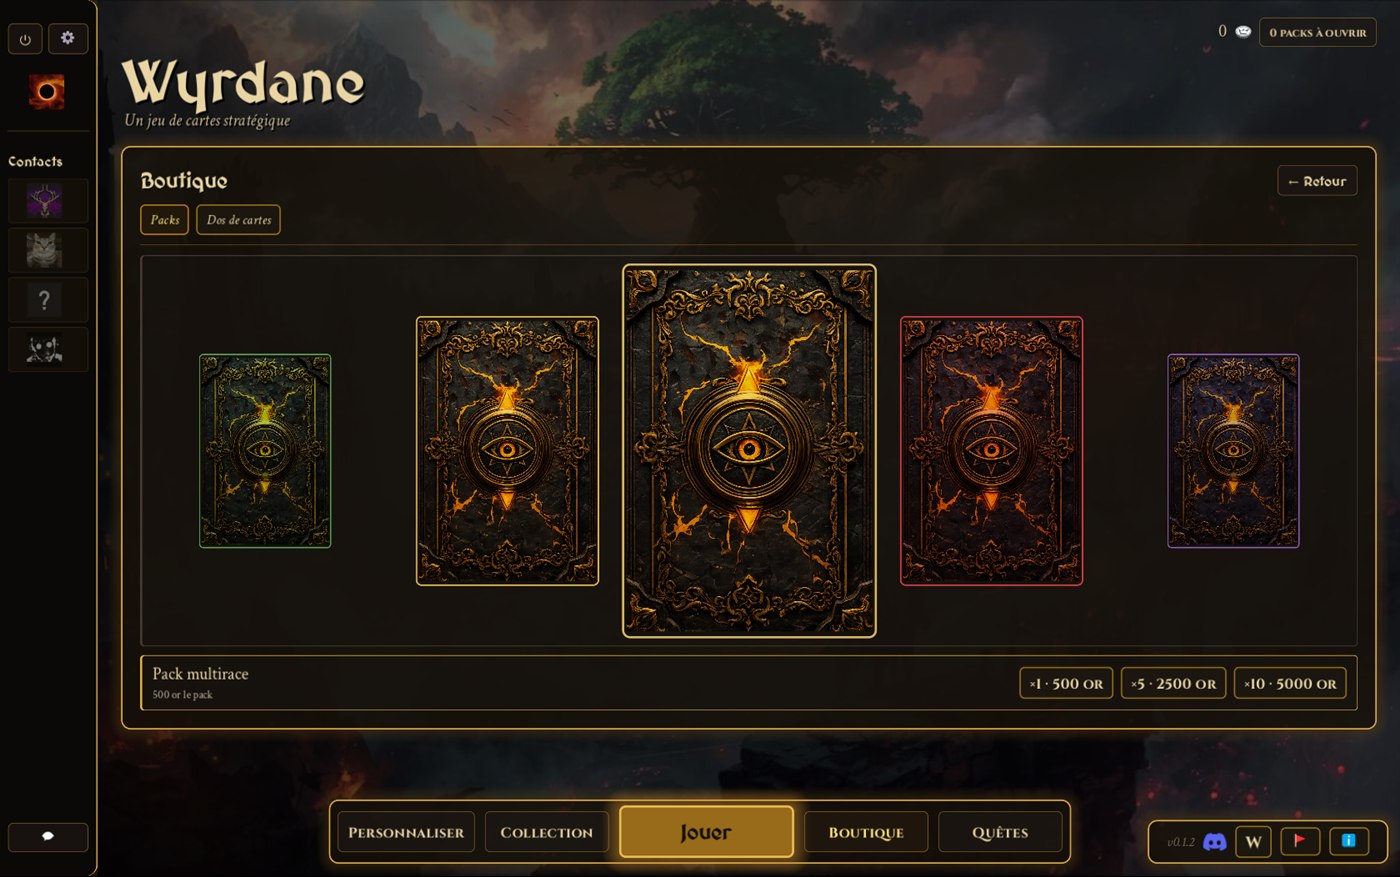 0
0 PACKS À OUVRIR
Wyrdane
Un jeu de cartes stratégique
Contacts
?
Boutique
← Retour
Packs
Dos de cartes
Pack multirace
500 or le pack
×1 · 500 OR
×5 · 2500 OR
×10 · 5000 OR
PERSONNALISER
COLLECTION
Jouer
BOUTIQUE
QUÊTES
v0.1.2
W
i